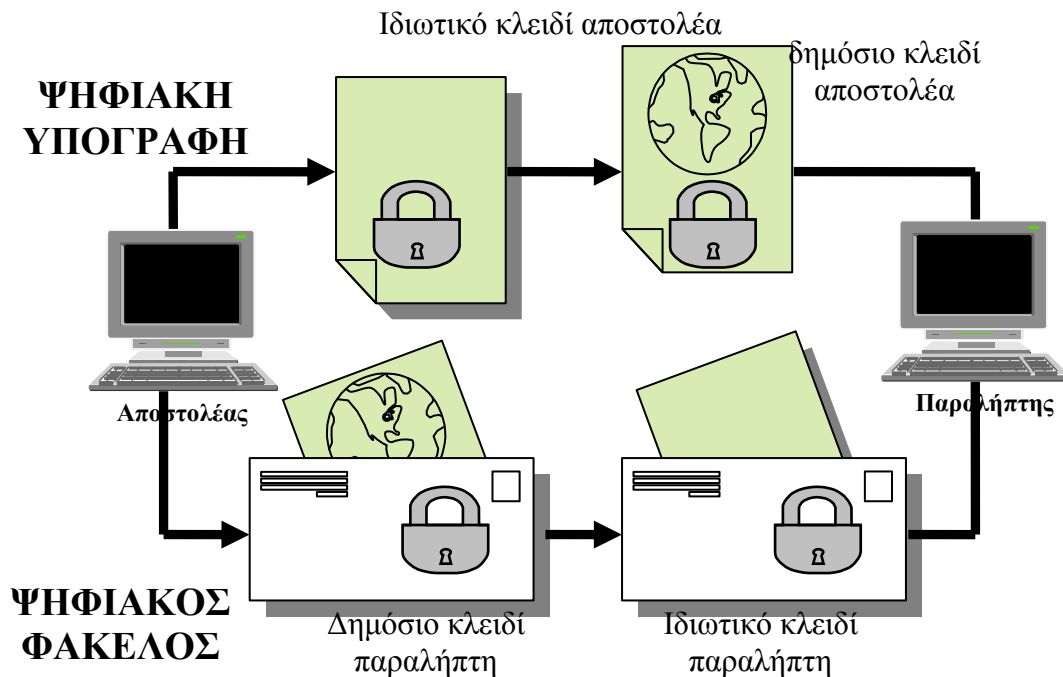 Ιδιωτικό κλειδί αποστολέα
δημόσιο κλειδί
αποστολέα
ΨΗΦΙΑΚΗ
ΥΠΟΓΡΑΦΗ
Αποστολέας
Παραλήπτης
ΨΗΦΙΑΚΟΣ
ΦΑΚΕΛΟΣ
Δημόσιο κλειδί
παραλήπτη
Ιδιωτικό κλειδί
παραλήπτη